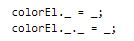 colorEl._ = _;
colorEl._._ = _;